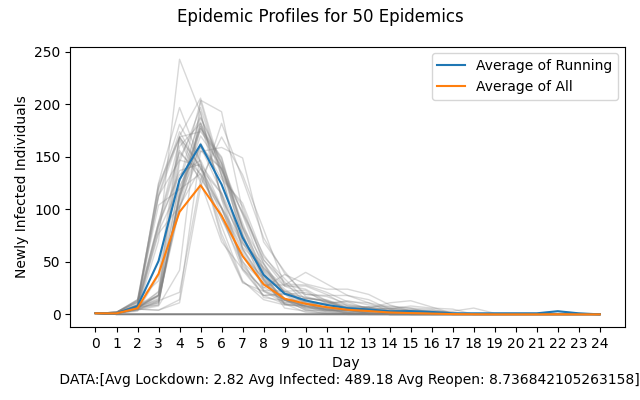 Epidemic Profiles for 50 Epidemics
250
200
150
100
50
0
Newly Infected Individuals
Average of Running
Average of All
0 1 2 3 4 5 6 7 8 9 10 11 12 13 14 15 16 17 18 19 20 21 22 23 24
Day
DATA:[Avg Lockdown: 2.82 Avg Infected: 489.18 Avg Reopen: 8.736842105263158]